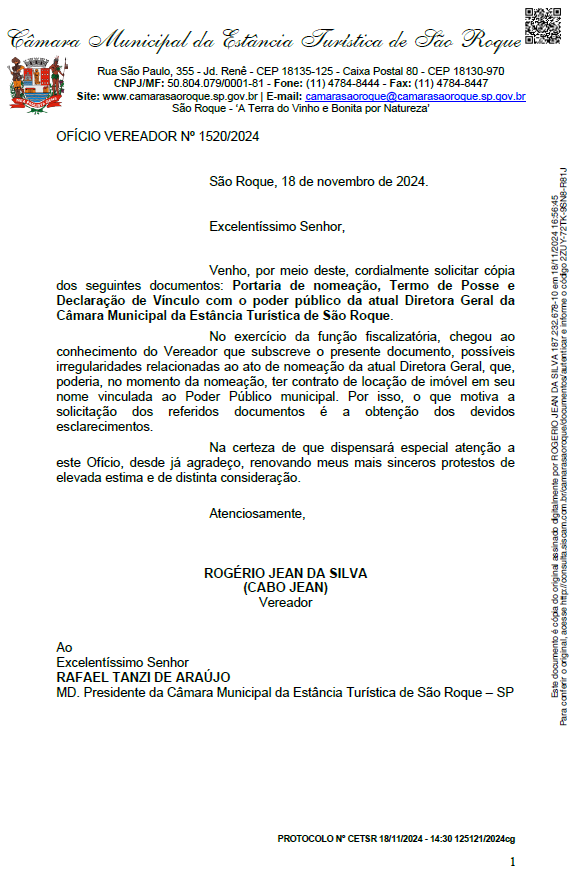 Câmara Municipal da Estância Turística de São Roque
Rua São Paulo, 355 - Jd. Renê - CEP 18135-125 - Caixa Postal 80 - CEP 18130-970
CNPJ/MF: 50.804.079/0001-81 - Fone: (11) 4784-8444 - Fax: (11) 4784-8447
Site: www.camarasaoroque.sp.gov.br | E-mail: camarasaoroque@camarasaoroque.sp.gov.br
São Roque - 'A Terra do Vinho e Bonita por Natureza'
OFÍCIO VEREADOR Nº 1520/2024
São Roque, 18 de novembro de 2024.
Excelentíssimo Senhor,
Venho, por meio deste, cordialmente solicitar cópia
dos seguintes documentos: Portaria de nomeação, Termo de Posse e
Declaração de Vínculo com o poder público da atual Diretora Geral da
Câmara Municipal da Estância Turística de São Roque.
No exercício da função fiscalizatória, chegou ao
conhecimento do Vereador que subscreve o presente documento, possíveis
irregularidades relacionadas ao ato de nomeação da atual Diretora Geral, que,
poderia, no momento da nomeação, ter contrato de locação de imóvel em seu
nome vinculada ao Poder Público municipal. Por isso, o que motiva a
solicitação dos referidos documentos é a obtenção dos devidos
esclarecimentos.
Na certeza de que dispensará especial atenção a
este Ofício, desde já agradeço, renovando meus mais sinceros protestos de
elevada estima e de distinta consideração.
Atenciosamente,
ROGÉRIO JEAN DA SILVA
(CABO JEAN)
Vereador
Ao
Excelentíssimo Senhor
RAFAEL TANZI DE ARAÚJO
MD. Presidente da Câmara Municipal da Estância Turística de São Roque – SP
PROTOCOLO Nº CETSR 18/11/2024 - 14:30 125121/2024cg
1
Este documento é cópia do original assinado digitalmente por ROGERIO JEAN DA SILVA 187.232.678-10 em 18/11/2024 16:56:45
Para conferir o original, acesse http://consulta.siscam.com.br/camarasaoroque/documentos/autenticar e informe o código 2ZUY-72TK-9SN8-R81J